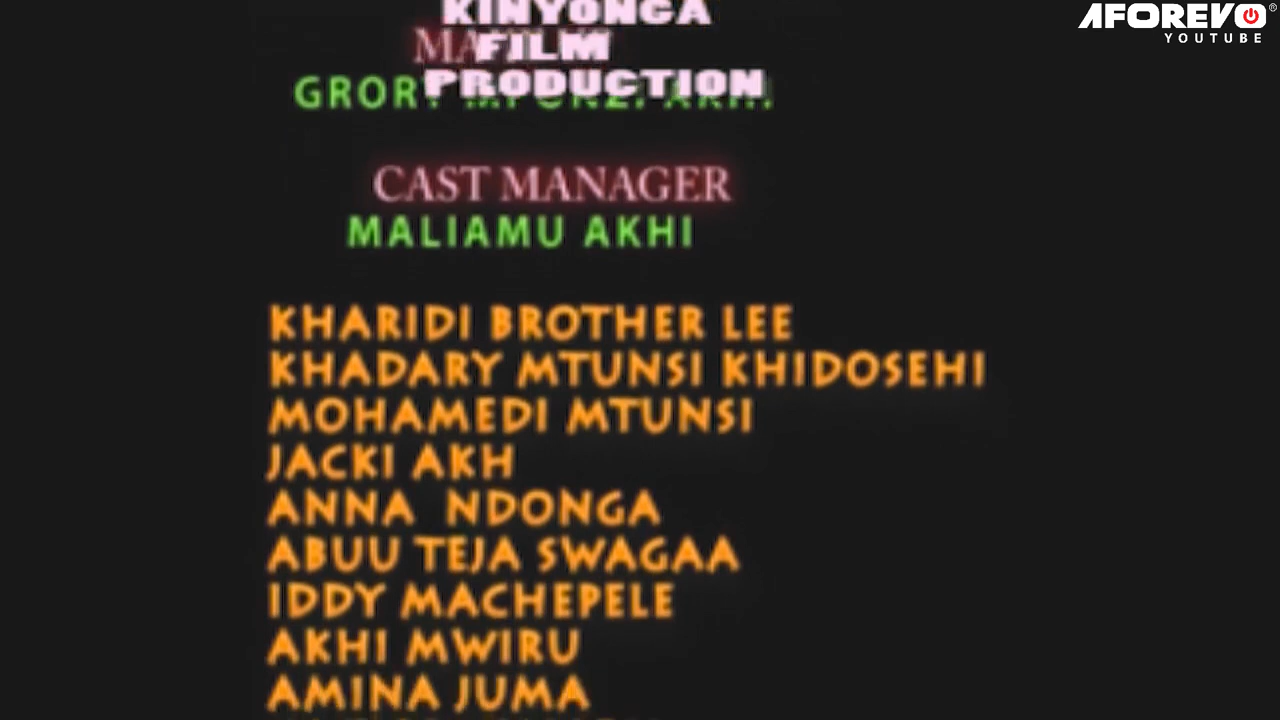 AFOREVO
YOUTUBE
KINYONGA
FILM
PRODUCTION
CAST MANAGER
MALIAMU AKHI
KHARIDI BROTHER LEE
KHADARY MTUNSI KHIDOSEHI
MOHAMEDI MTUNSI
JACKI AKH
ANNA NDONGA
ABUU TEJA SWAGAA
IDDY MACHEPELE
AKHI MWIRU
AMINA JUMA